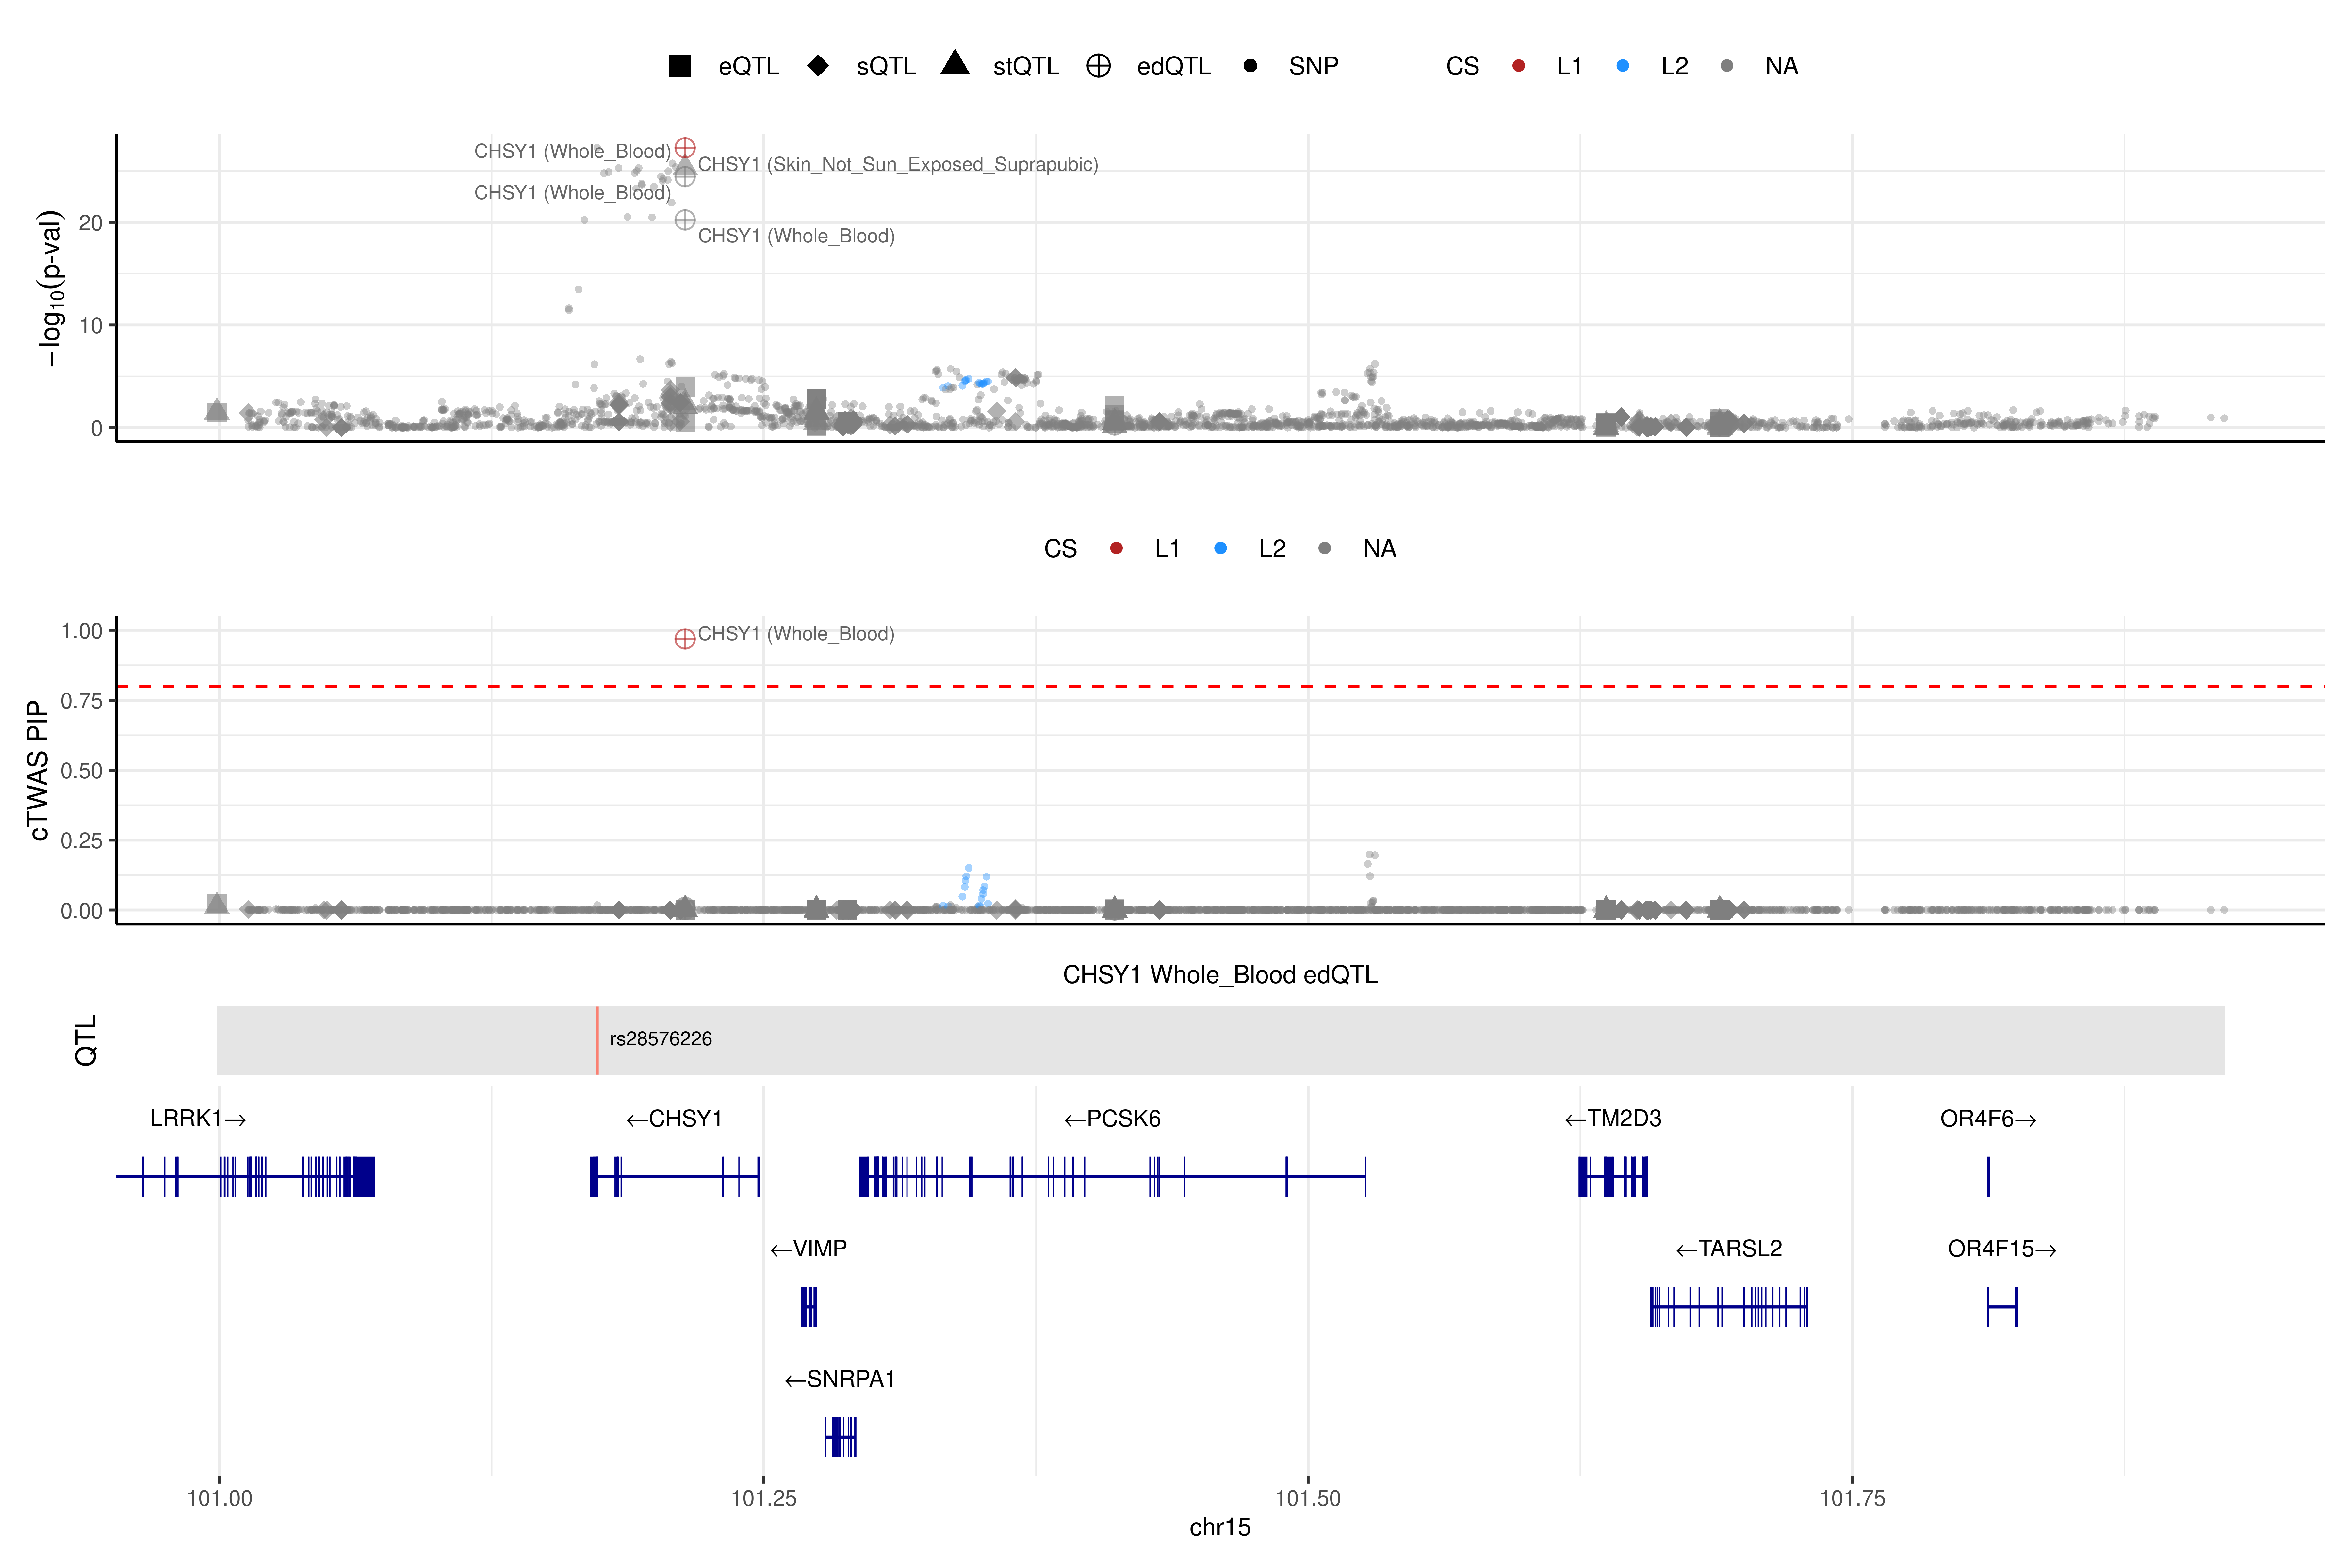 eQTL sQTL stQTL edQTL SNP CS L1 L2 NA
−log10(p-val)
20
10
0
CHSY1 (Whole_Blood)
CHSY1 (Skin_Not_Sun_Exposed_Suprapubic)
CHSY1 (Whole_Blood)
CHSY1 (Whole_Blood)
CS L1 L2 NA
cTWAS PIP
1.00
0.75
0.50
0.25
0.00
CHSY1 (Whole_Blood)
CHSY1 Whole_Blood edQTL
QTL
rs28576226
LRRK1→ ←CHSY1 ←PCSK6 ←TM2D3 OR4F6→
←VIMP ←TARSL2 OR4F15→
←SNRPA1
101.00 101.25 101.50 101.75
chr15